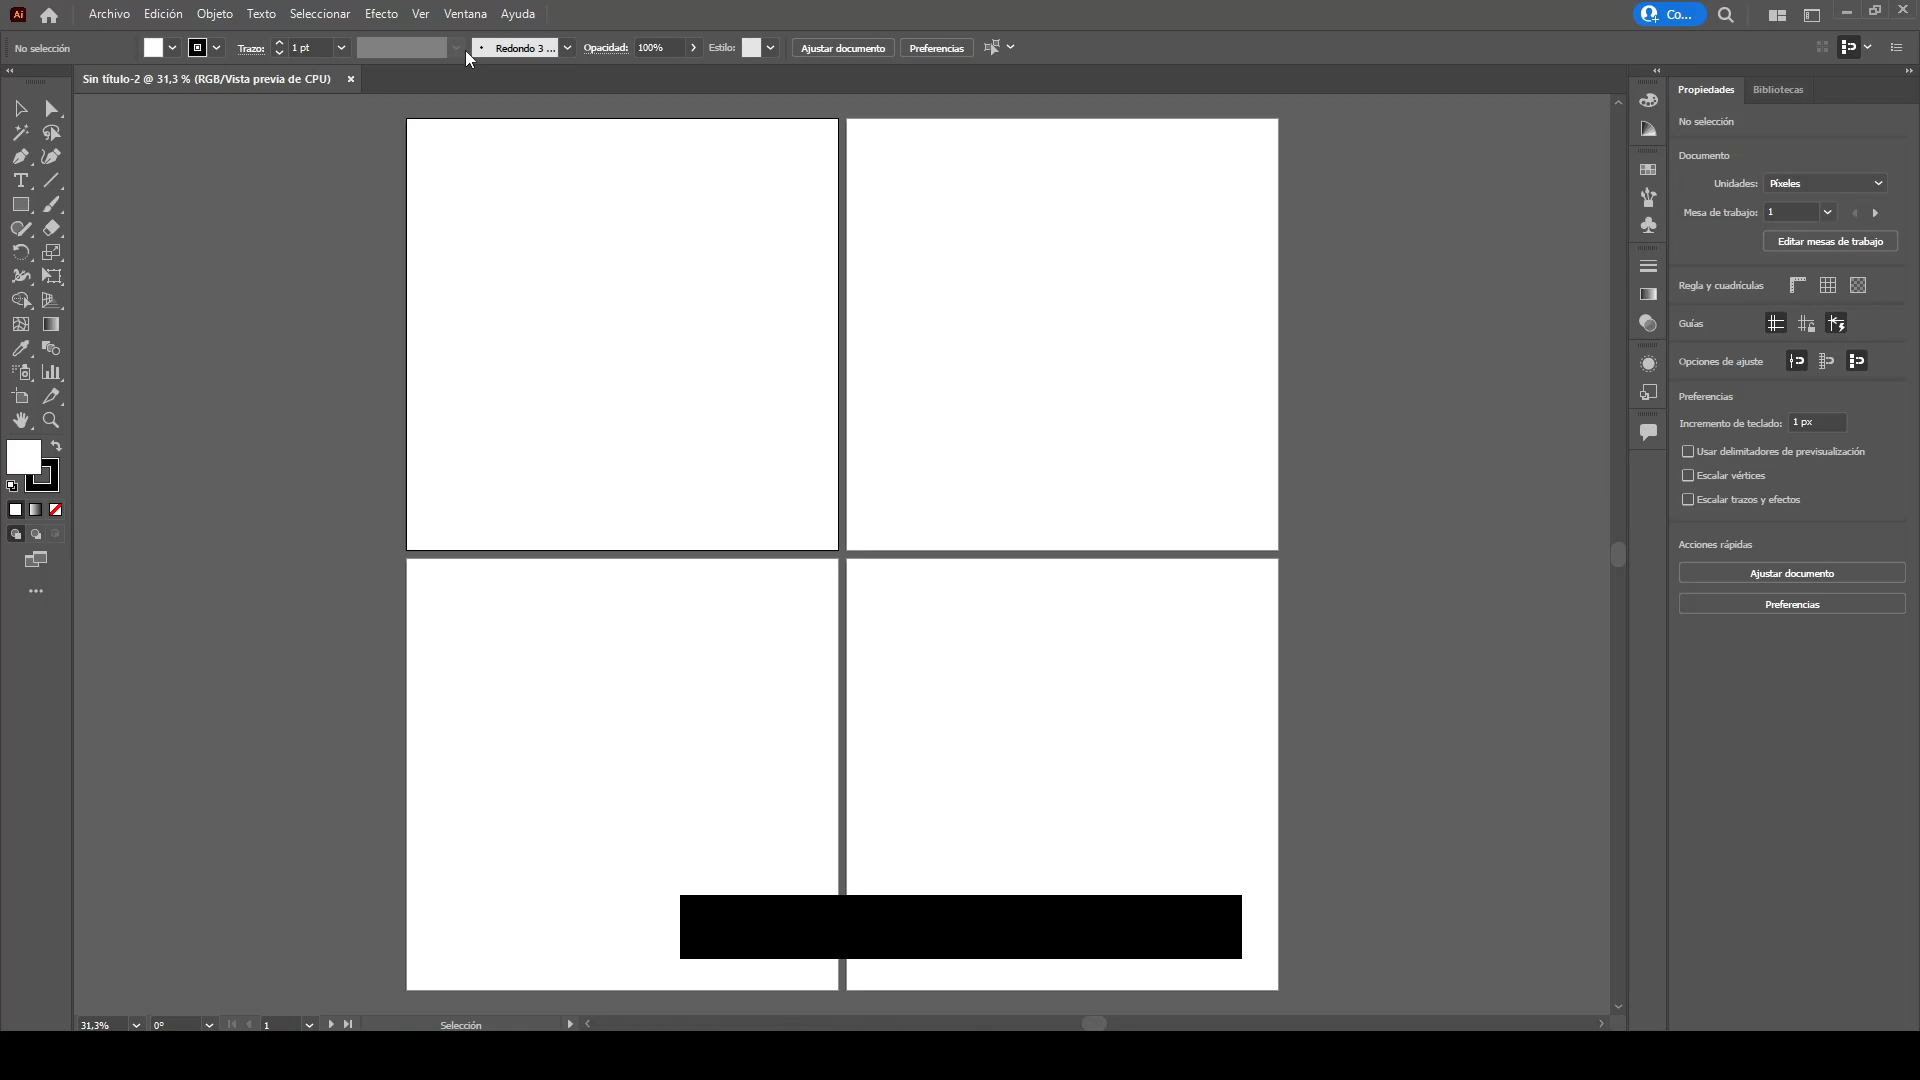 Ai
Archivo Edición Objeto Texto Seleccionar Efecto Ver Ventana Ayuda
Co...
No selección
Trazo: 1 pt
Redondo 3 ...
Opacidad: 100%
Estilo:
Ajustar documento
Preferencias
Sin título-2 @ 31,3 % (RGB/Vista previa de CPU)
Propiedades
Bibliotecas
No selección
Documento
Unidades: Píxeles
Mesa de trabajo: 1
Editar mesas de trabajo
Regla y cuadrículas
Guías
Opciones de ajuste
Preferencias
Incremento de teclado: 1 px
Usar delimitadores de previsualización
Escalar vértices
Escalar trazos y efectos
Acciones rápidas
Ajustar documento
Preferencias
31,3%
0°
1
Selección